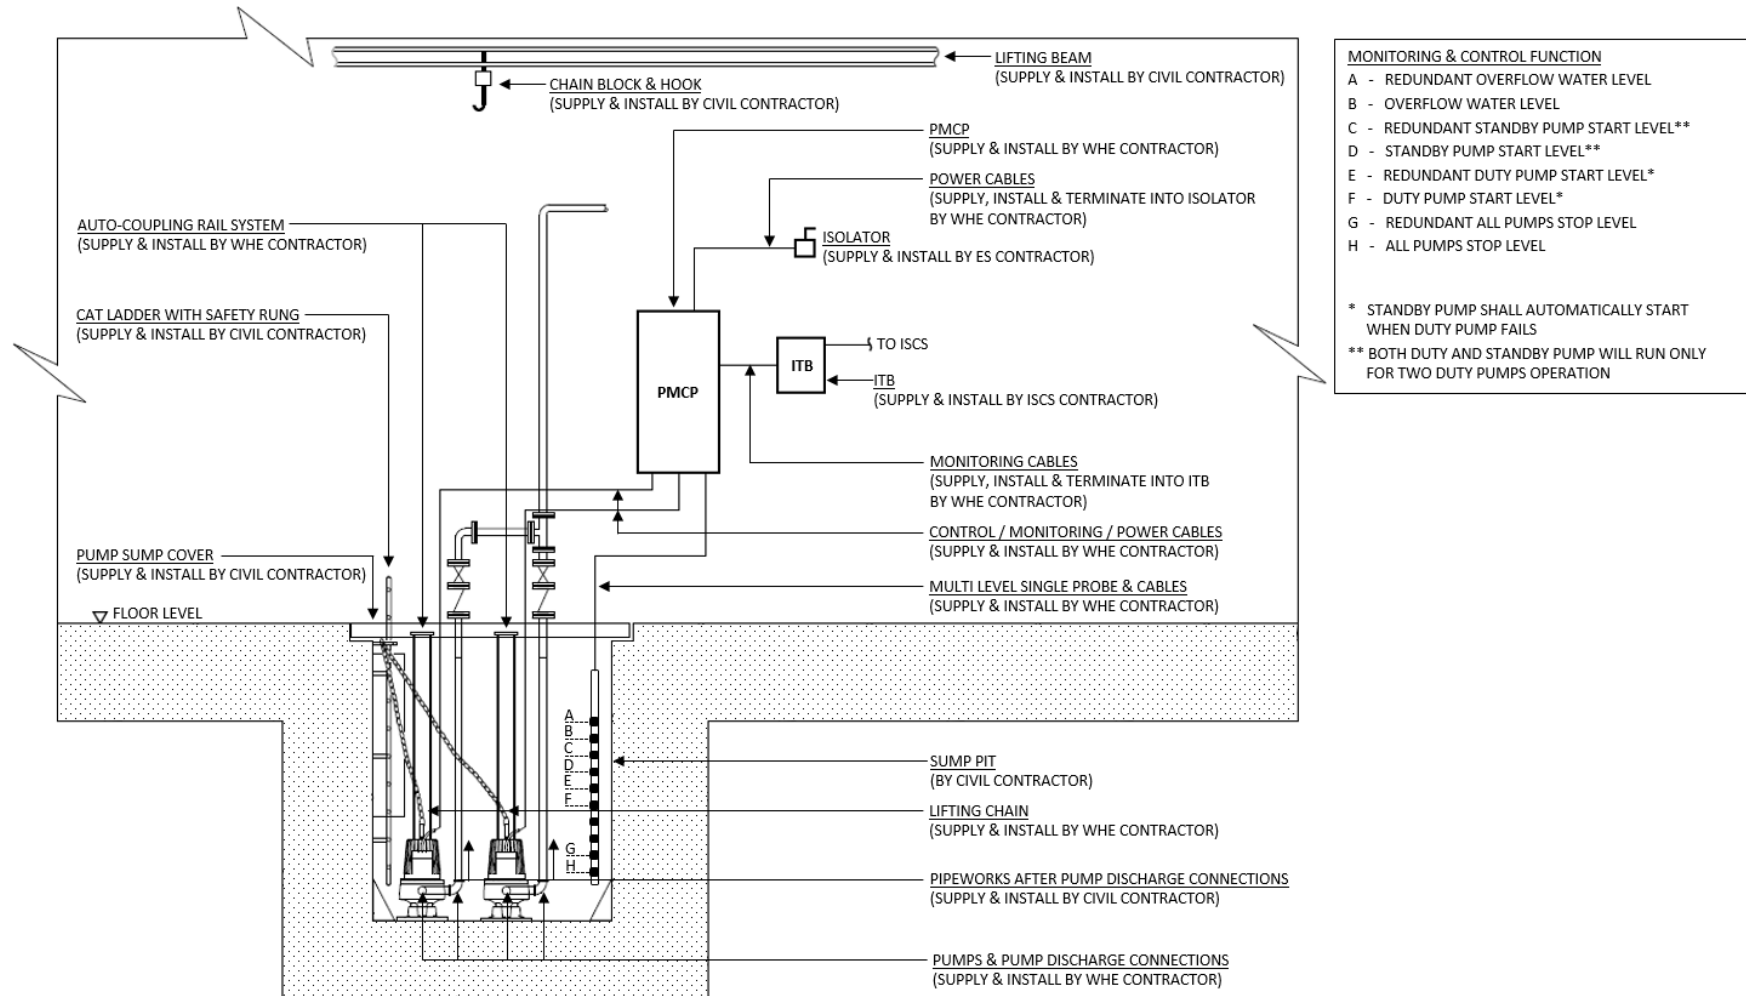 LIFTING BEAM
(SUPPLY & INSTALL BY CIVIL CONTRACTOR)
CHAIN BLOCK & HOOK
(SUPPLY & INSTALL BY CIVIL CONTRACTOR)
PMCP
(SUPPLY & INSTALL BY WHE CONTRACTOR)
POWER CABLES
(SUPPLY, INSTALL & TERMINATE INTO ISOLATOR
BY WHE CONTRACTOR)
AUTO-COUPLING RAIL SYSTEM
(SUPPLY & INSTALL BY WHE CONTRACTOR)
ISOLATOR
(SUPPLY & INSTALL BY ES CONTRACTOR)
CAT LADDER WITH SAFETY RUNG
(SUPPLY & INSTALL BY CIVIL CONTRACTOR)
TO ISCS
ITB
PMCP
ITB
(SUPPLY & INSTALL BY ISCS CONTRACTOR)
MONITORING CABLES
(SUPPLY, INSTALL & TERMINATE INTO ITB
BY WHE CONTRACTOR)
CONTROL / MONITORING / POWER CABLES
(SUPPLY & INSTALL BY WHE CONTRACTOR)
PUMP SUMP COVER
(SUPPLY & INSTALL BY CIVIL CONTRACTOR)
MULTI LEVEL SINGLE PROBE & CABLES
(SUPPLY & INSTALL BY WHE CONTRACTOR)
FLOOR LEVEL
A
B
C
D
E
F
G
H
SUMP PIT
(BY CIVIL CONTRACTOR)
LIFTING CHAIN
(SUPPLY & INSTALL BY WHE CONTRACTOR)
PIPEWORKS AFTER PUMP DISCHARGE CONNECTIONS
(SUPPLY & INSTALL BY CIVIL CONTRACTOR)
PUMPS & PUMP DISCHARGE CONNECTIONS
(SUPPLY & INSTALL BY WHE CONTRACTOR)
MONITORING & CONTROL FUNCTION
A - REDUNDANT OVERFLOW WATER LEVEL
B - OVERFLOW WATER LEVEL
C - REDUNDANT STANDBY PUMP START LEVEL**
D - STANDBY PUMP START LEVEL**
E - REDUNDANT DUTY PUMP START LEVEL*
F - DUTY PUMP START LEVEL*
G - REDUNDANT ALL PUMPS STOP LEVEL
H - ALL PUMPS STOP LEVEL
* STANDBY PUMP SHALL AUTOMATICALLY START
WHEN DUTY PUMP FAILS
** BOTH DUTY AND STANDBY PUMP WILL RUN ONLY
FOR TWO DUTY PUMPS OPERATION